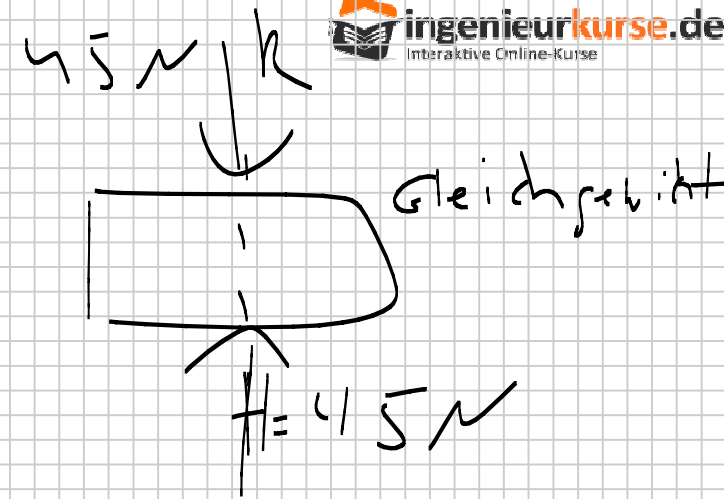 ingenieurkurse.de
Interaktive Online-Kurse
45 N K
Gleichgewicht
H = 45 N